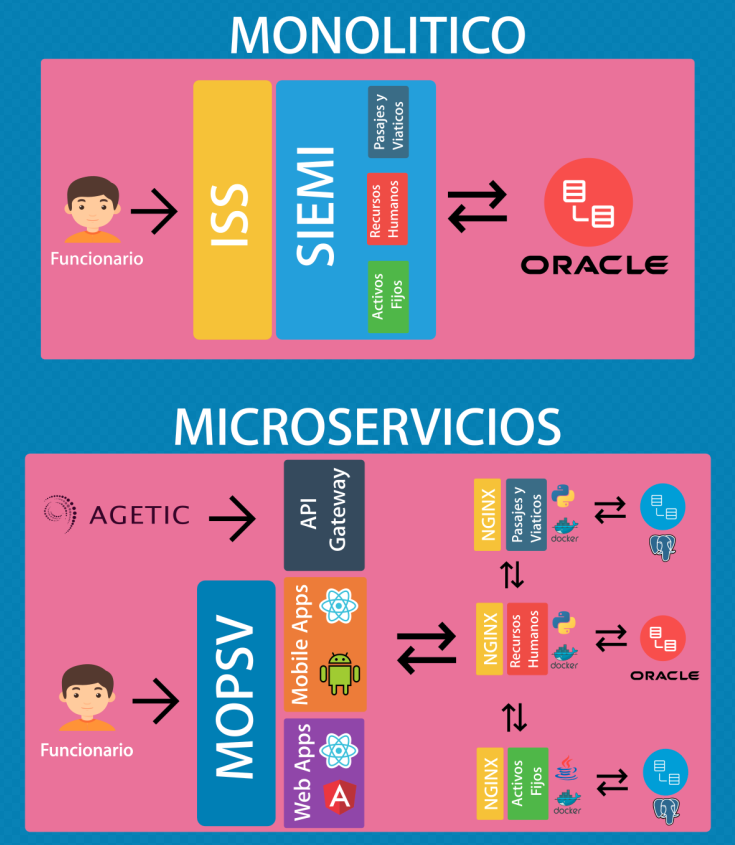 MONOLITICO
Funcionario
ISS
SIEMI
Pasajes y
Viaticos
Recursos
Humanos
Activos
Fijos
ORACLE
MICROSERVICIOS
AGETIC
API
Gateway
Funcionario
MOPSV
Mobile Apps
Web Apps
NGINX
Pasajes y
Viaticos
docker
NGINX
Recursos
Humanos
docker
ORACLE
NGINX
Activos
Fijos
docker